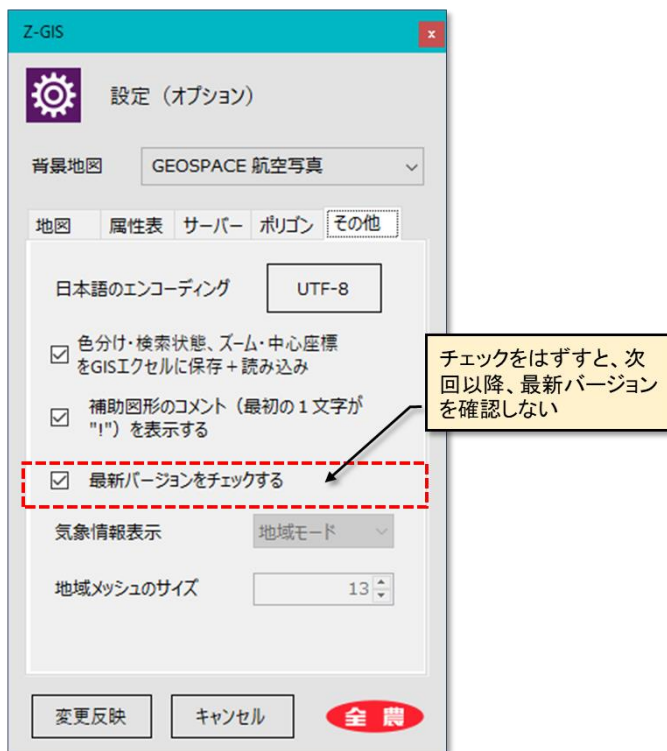 Z-GIS
x
設定（オプション）
背景地図
GEOSPACE 航空写真
地図 属性表 サーバー ポリゴン その他
日本語のエンコーディング
UTF-8
色分け・検索状態、ズーム・中心座標
をGISエクセルに保存＋読み込み
補助図形のコメント（最初の１文字が
"!"）を表示する
最新バージョンをチェックする
気象情報表示
地域モード
地域メッシュのサイズ
13
変更反映
キャンセル
全農
チェックをはずすと、次
回以降、最新バージョン
を確認しない